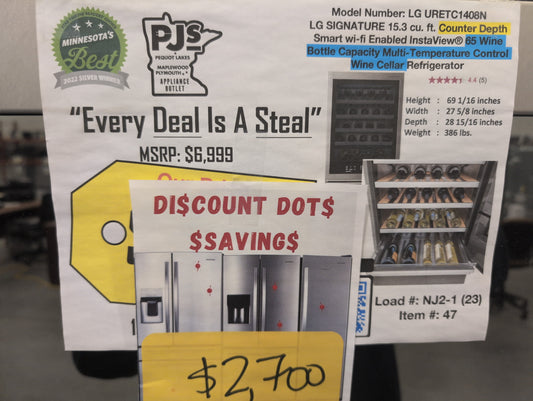 MINNESOTA'S
Best
2022 SILVER WINNER
PJS
PEQUOT LAKES
MAPLEWOOD
PLYMOUTH
APPLIANCE
OUTLET
"Every Deal Is A Steal"
MSRP: $6,999
Model Number: LG URETC1408N
LG SIGNATURE 15.3 cu. ft. Counter Depth
Smart wi-fi Enabled InstaView® 65 Wine
Bottle Capacity Multi-Temperature Control
Wine Cellar Refrigerator
4.4 (5)
Height : 69 1/16 inches
Width : 27 5/8 inches
Depth : 28 15/16 inches
Weight : 386 lbs.
DI$COUNT DOT$
$SAVING$
$2,700
Load #: NJ2-1 (23)
Item #: 47